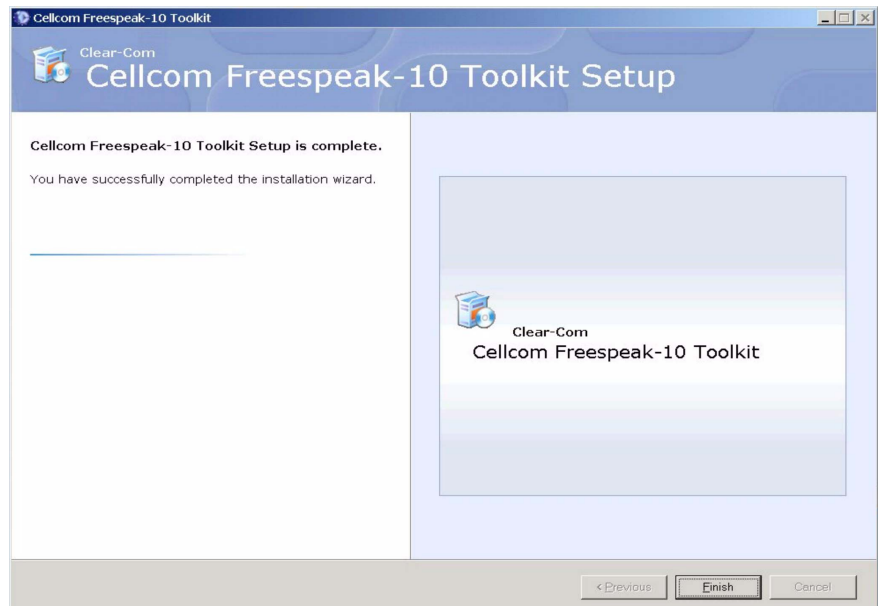 Cellcom Freespeak-10 Toolkit
Clear-Com
Cellcom Freespeak-10 Toolkit Setup
Cellcom Freespeak-10 Toolkit Setup is complete.
You have successfully completed the installation wizard.
Clear-Com
Cellcom Freespeak-10 Toolkit
< Previous
Finish
Cancel